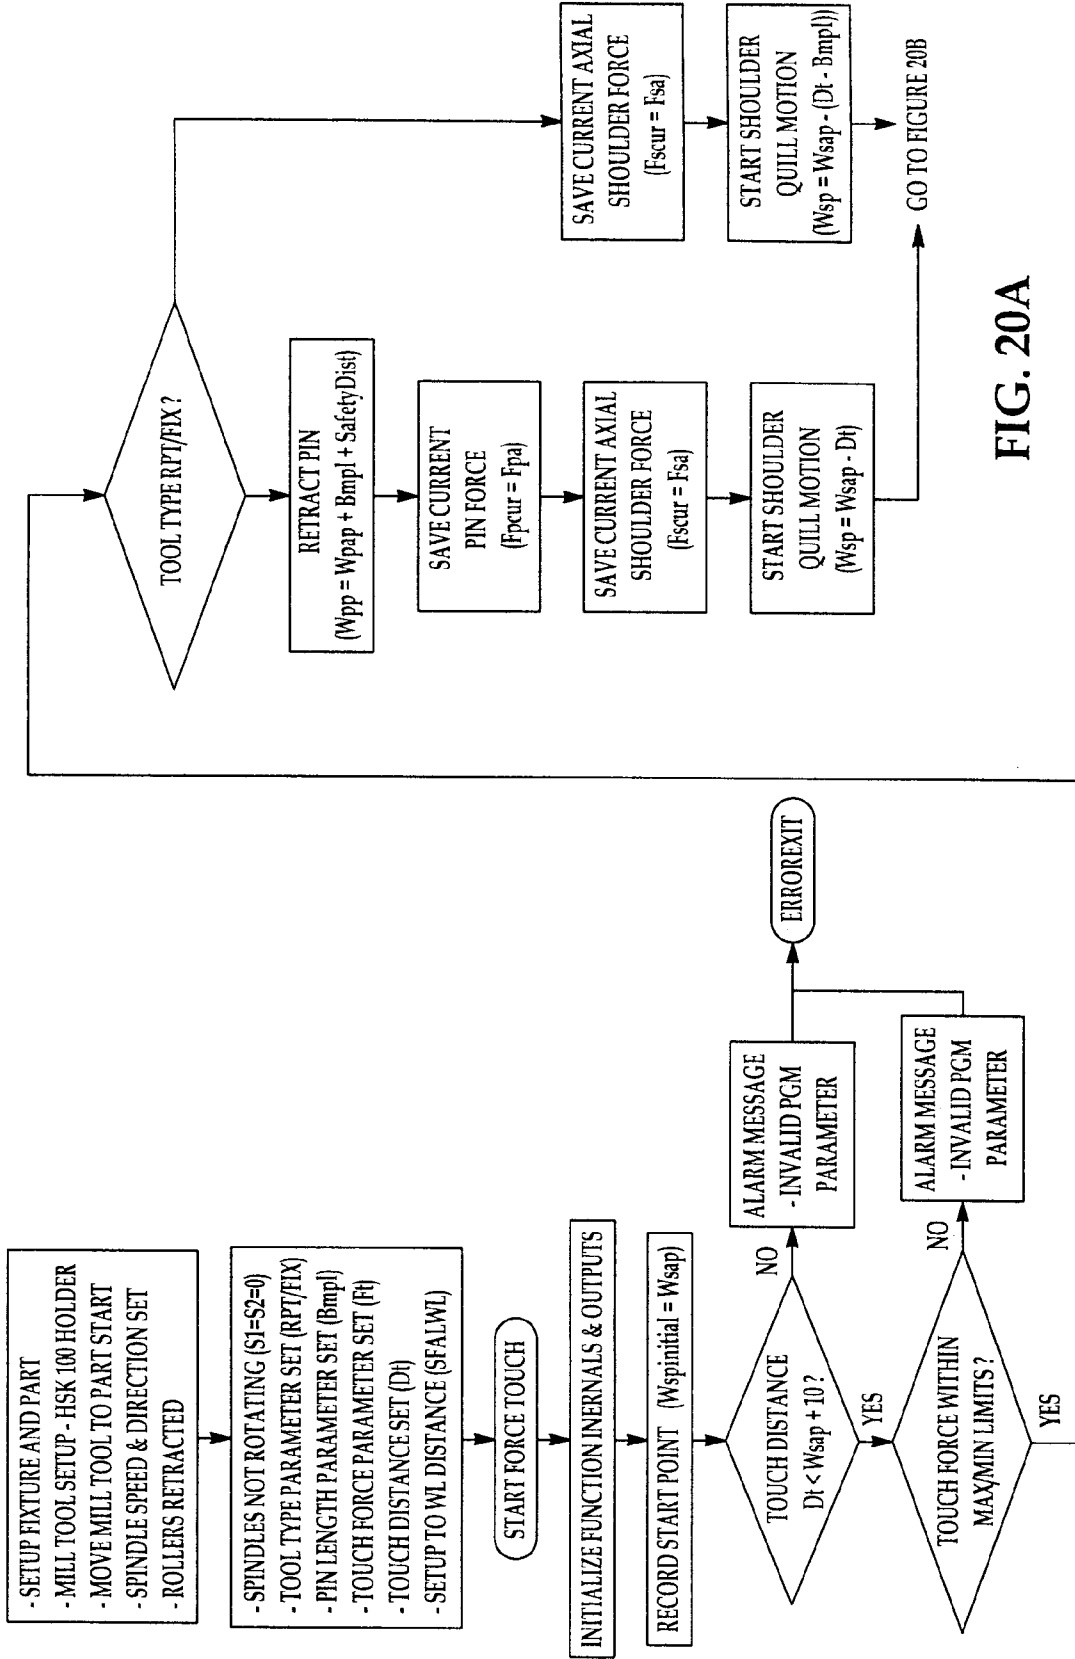 - SETUP FIXTURE AND PART
- MILL TOOL SETUP - HSK 100 HOLDER
- MOVE MILL TOOL TO PART START
- SPINDLE SPEED & DIRECTION SET
- ROLLERS RETRACTED
- SPINDLES NOT ROTATING (S1=S2=0)
- TOOL TYPE PARAMETER SET (RPT/FIX)
- PIN LENGTH PARAMETER SET (Bmpl)
- TOUCH FORCE PARAMETER SET (Ft)
- TOUCH DISTANCE SET (Dt)
- SETUP TO WL DISTANCE (SFALWL)
START FORCE TOUCH
INITIALIZE FUNCTION INERNALS & OUTPUTS
RECORD START POINT (Wspinitial = Wsap)
TOUCH DISTANCE
Dt < Wsap + 10 ?
NO
ALARM MESSAGE
- INVALID PGM
PARAMETER
ERROREXIT
YES
TOUCH FORCE WITHIN
MAX/MIN LIMITS ?
NO
ALARM MESSAGE
- INVALID PGM
PARAMETER
YES
TOOL TYPE RPT/FIX ?
RETRACT PIN
(Wpp = Wpap + Bmpl + SafetyDist)
SAVE CURRENT
PIN FORCE
(Fpcur = Fpa)
SAVE CURRENT AXIAL
SHOULDER FORCE
(Fscur = Fsa)
START SHOULDER
QUILL MOTION
(Wsp = Wsap - Dt)
SAVE CURRENT AXIAL
SHOULDER FORCE
(Fscur = Fsa)
START SHOULDER
QUILL MOTION
(Wsp = Wsap - (Dt - Bmpl))
GO TO FIGURE 20B
FIG. 20A